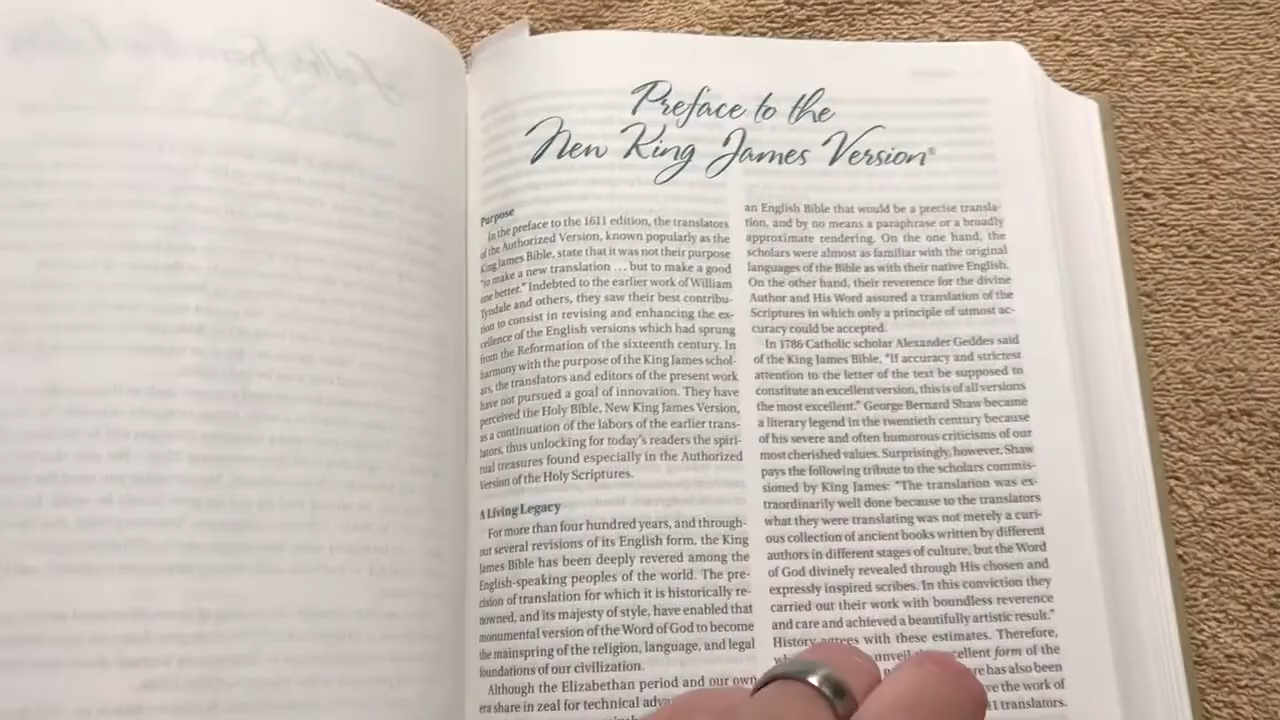 Preface to the
New King James Version®
Purpose
In the preface to the 1611 edition, the translators
of the Authorized Version, known popularly as the
King James Bible, state that it was not their purpose
"to make a new translation ... but to make a good
one better." Indebted to the earlier work of William
Tyndale and others, they saw their best contribu-
tion to consist in revising and enhancing the ex-
cellence of the English versions which had sprung
from the Reformation of the sixteenth century. In
harmony with the purpose of the King James schol-
ars, the translators and editors of the present work
have not pursued a goal of innovation. They have
perceived the Holy Bible, New King James Version,
as a continuation of the labors of the earlier trans-
lators, thus unlocking for today's readers the spiri-
tual treasures found especially in the Authorized
Version of the Holy Scriptures.
A Living Legacy
For more than four hundred years, and through-
out several revisions of its English form, the King
James Bible has been deeply revered among the
English-speaking peoples of the world. The pre-
cision of translation for which it is historically re-
nowned, and its majesty of style, have enabled that
monumental version of the Word of God to become
the mainspring of the religion, language, and legal
foundations of our civilization.
Although the Elizabethan period and our own
era share in zeal for technical
an English Bible that would be a precise transla-
tion, and by no means a paraphrase or a broadly
approximate rendering. On the one hand, the
scholars were almost as familiar with the original
languages of the Bible as with their native English.
On the other hand, their reverence for the divine
Author and His Word assured a translation of the
Scriptures in which only a principle of utmost ac-
curacy could be accepted.
In 1786 Catholic scholar Alexander Geddes said
of the King James Bible, "If accuracy and strictest
attention to the letter of the text be supposed to
constitute an excellent version, this is of all versions
the most excellent." George Bernard Shaw became
a literary legend in the twentieth century because
of his severe and often humorous criticisms of our
most cherished values. Surprisingly, however, Shaw
pays the following tribute to the scholars commis-
sioned by King James: "The translation was ex-
traordinarily well done because to the translators
what they were translating was not merely a curi-
ous collection of ancient books written by different
authors in different stages of culture, but the Word
of God divinely revealed through His chosen and
expressly inspired scribes. In this conviction they
carried out their work with boundless reverence
and care and achieved a beautifully artistic result."
History agrees with these estimates. Therefore,
unveil form of the
has also been
the work of
translators.